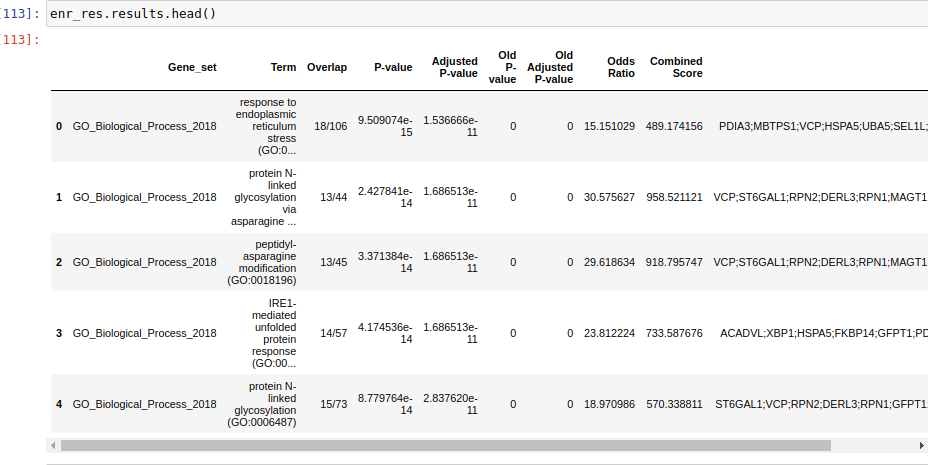 [113]: enr_res.results.head()
[113]:
Gene_set Term Overlap P-value Adjusted P-value Old P-value Old Adjusted P-value Odds Ratio Combined Score
0 GO_Biological_Process_2018 response to endoplasmic reticulum stress (GO:0... 18/106 9.509074e-15 1.536666e-11 0 0 15.151029 489.174156 PDIA3;MBTPS1;VCP;HSPA5;UBA5;SEL1L;
1 GO_Biological_Process_2018 protein N-linked glycosylation via asparagine ... 13/44 2.427841e-14 1.686513e-11 0 0 30.575627 958.521121 VCP;ST6GAL1;RPN2;DERL3;RPN1;MAGT1
2 GO_Biological_Process_2018 peptidyl-asparagine modification (GO:0018196) 13/45 3.371384e-14 1.686513e-11 0 0 29.618634 918.795747 VCP;ST6GAL1;RPN2;DERL3;RPN1;MAGT1
3 GO_Biological_Process_2018 IRE1-mediated unfolded protein response (GO:00... 14/57 4.174536e-14 1.686513e-11 0 0 23.812224 733.587676 ACADVL;XBP1;HSPA5;FKBP14;GFPT1;PD
4 GO_Biological_Process_2018 protein N-linked glycosylation (GO:0006487) 15/73 8.779764e-14 2.837620e-11 0 0 18.970986 570.338811 ST6GAL1;VCP;RPN2;DERL3;RPN1;GFPT1;